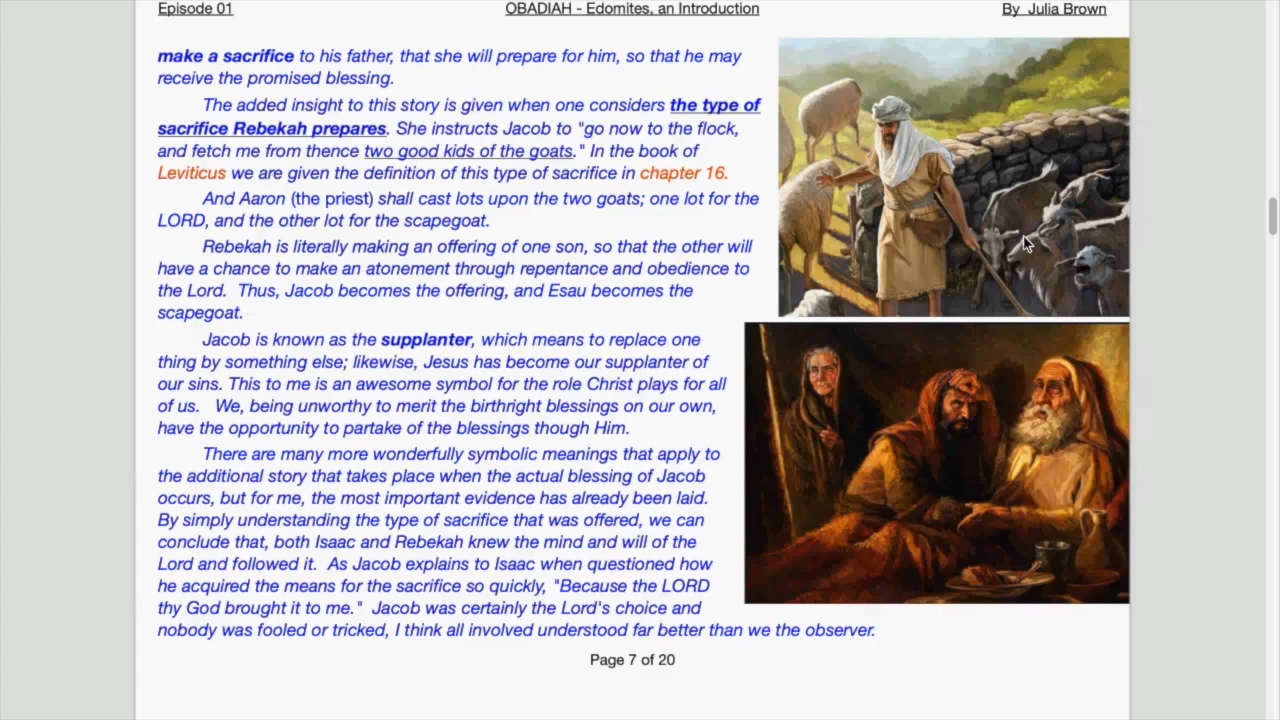 Episode 01 OBADIAH - Edomites, an Introduction By Julia Brown
make a sacrifice to his father, that she will prepare for him, so that he may
receive the promised blessing.
The added insight to this story is given when one considers the type of
sacrifice Rebekah prepares. She instructs Jacob to "go now to the flock,
and fetch me from thence two good kids of the goats." In the book of
Leviticus we are given the definition of this type of sacrifice in chapter 16.
And Aaron (the priest) shall cast lots upon the two goats; one lot for the
LORD, and the other lot for the scapegoat.
Rebekah is literally making an offering of one son, so that the other will
have a chance to make an atonement through repentance and obedience to
the Lord. Thus, Jacob becomes the offering, and Esau becomes the
scapegoat.
Jacob is known as the supplanter, which means to replace one
thing by something else; likewise, Jesus has become our supplanter of
our sins. This to me is an awesome symbol for the role Christ plays for all
of us. We, being unworthy to merit the birthright blessings on our own,
have the opportunity to partake of the blessings though Him.
There are many more wonderfully symbolic meanings that apply to
the additional story that takes place when the actual blessing of Jacob
occurs, but for me, the most important evidence has already been laid.
By simply understanding the type of sacrifice that was offered, we can
conclude that, both Isaac and Rebekah knew the mind and will of the
Lord and followed it. As Jacob explains to Isaac when questioned how
he acquired the means for the sacrifice so quickly, "Because the LORD
thy God brought it to me." Jacob was certainly the Lord's choice and
nobody was fooled or tricked, I think all involved understood far better than we the observer.
Page 7 of 20